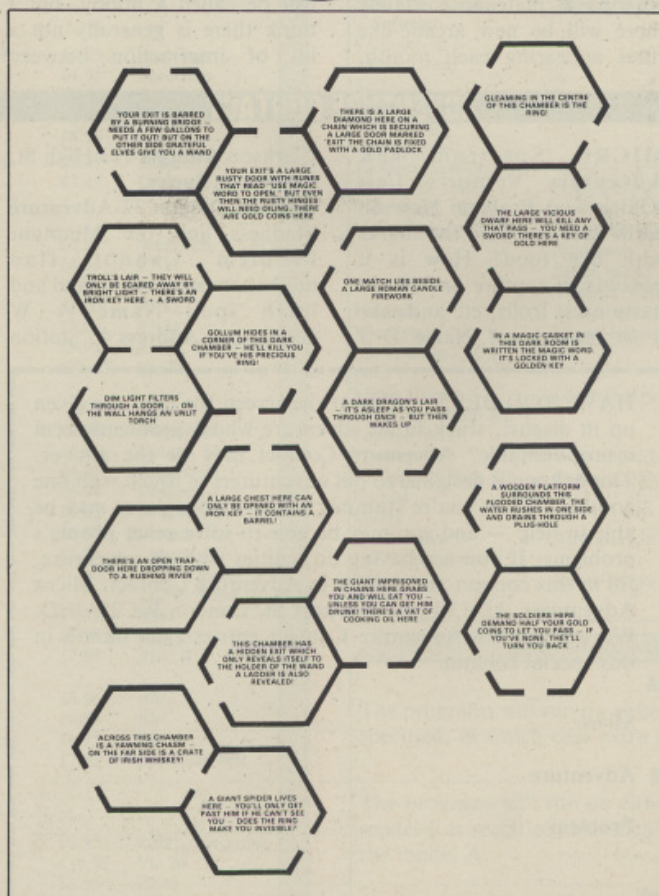 YOUR EXIT IS BARRED
BY A BURNING BRIDGE –
NEEDS A FEW GALLONS TO
PUT IT OUT! BUT ON THE
OTHER SIDE GRATEFUL
ELVES GIVE YOU A WAND
THERE IS A LARGE
DIAMOND HERE ON A
CHAIN WHICH IS SECURING
A LARGE DOOR MARKED
'EXIT' THE CHAIN IS FIXED
WITH A GOLD PADLOCK
GLEAMING IN THE CENTRE
OF THIS CHAMBER IS THE
RING!
YOUR EXIT'S A LARGE
RUSTY DOOR WITH RUNES
THAT READ "USE MAGIC
WORD TO OPEN." BUT EVEN
THEN THE RUSTY HINGES
WILL NEED OILING. THERE
ARE GOLD COINS HERE
THE LARGE VICIOUS
DWARF HERE WILL KILL ANY
THAT PASS – YOU NEED A
SWORD! THERE'S A KEY OF
GOLD HERE
TROLL'S LAIR – THEY WILL
ONLY BE SCARED AWAY BY
BRIGHT LIGHT – THERE'S AN
IRON KEY HERE + A SWORD
ONE MATCH LIES BESIDE
A LARGE ROMAN CANDLE
FIREWORK
GOLLUM HIDES IN A
CORNER OF THIS DARK
CHAMBER – HE'LL KILL YOU
IF YOU'VE HIS PRECIOUS
RING!
IN A MAGIC CASKET IN
THIS DARK ROOM IS
WRITTEN THE MAGIC WORD.
IT'S LOCKED WITH A
GOLDEN KEY
DIM LIGHT FILTERS
THROUGH A DOOR ... ON
THE WALL HANGS AN UNLIT
TORCH
A DARK DRAGON'S LAIR
– IT'S ASLEEP AS YOU PASS
THROUGH ONCE – BUT THEN
WAKES UP
A LARGE CHEST HERE CAN
ONLY BE OPENED WITH AN
IRON KEY – IT CONTAINS A
BARREL!
A WOODEN PLATFORM
SURROUNDS THIS
FLOODED CHAMBER. THE
WATER RUSHES IN ONE SIDE
AND DRAINS THROUGH A
PLUG-HOLE
THERE'S AN OPEN TRAP-
DOOR HERE DROPPING DOWN
TO A RUSHING RIVER
THE GIANT IMPRISONED
IN CHAINS HERE GRABS
YOU AND WILL EAT YOU –
UNLESS YOU CAN GET HIM
DRUNK! THERE'S A VAT OF
COOKING OIL HERE
THE SOLDIERS HERE
DEMAND HALF YOUR GOLD
COINS TO LET YOU PASS – IF
YOU'VE NONE. THEY'LL
TURN YOU BACK
THIS CHAMBER HAS
A HIDDEN EXIT WHICH
ONLY REVEALS ITSELF TO
THE HOLDER OF THE WAND
A LADDER IS ALSO
REVEALED!
ACROSS THIS CHAMBER
IS A YAWNING CHASM –
ON THE FAR SIDE IS A CRATE
OF IRISH WHISKEY!
A GIANT SPIDER LIVES
HERE – YOU'LL ONLY GET
PAST HIM IF HE CAN'T SEE
YOU – DOES THE RING
MAKE YOU INVISIBLE?